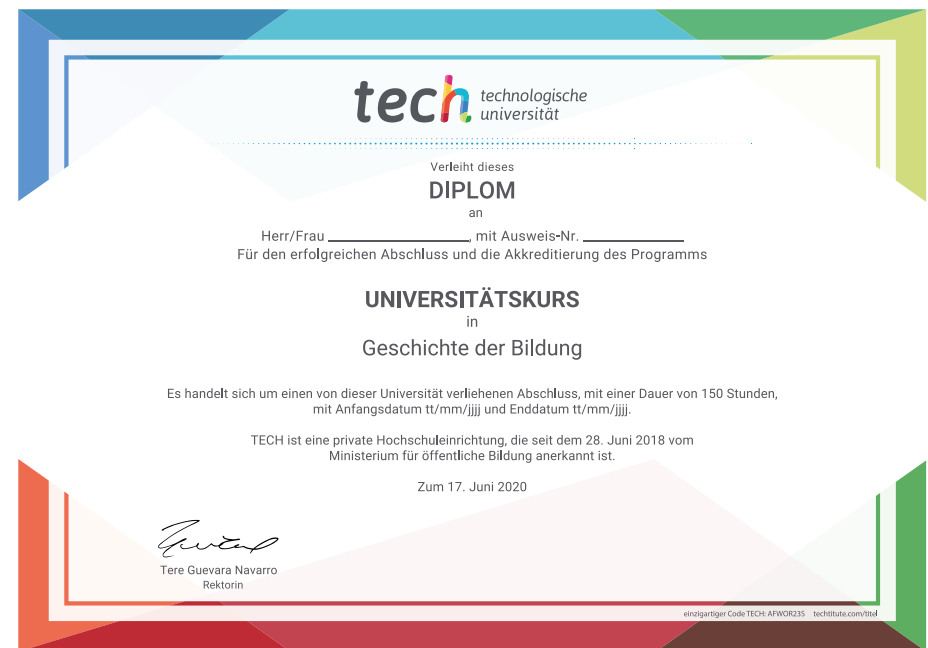 tech technologische
universität
Verleiht dieses
DIPLOM
an
Herr/Frau ____________________, mit Ausweis-Nr. ______________
Für den erfolgreichen Abschluss und die Akkreditierung des Programms
UNIVERSITÄTSKURS
in
Geschichte der Bildung
Es handelt sich um einen von dieser Universität verliehenen Abschluss, mit einer Dauer von 150 Stunden,
mit Anfangsdatum tt/mm/jjjj und Enddatum tt/mm/jjjj.
TECH ist eine private Hochschuleinrichtung, die seit dem 28. Juni 2018 vom
Ministerium für öffentliche Bildung anerkannt ist.
Zum 17. Juni 2020
Tere Guevara Navarro
Rektorin
einzigartiger Code TECH: AFWOR23S techtitute.com/titel